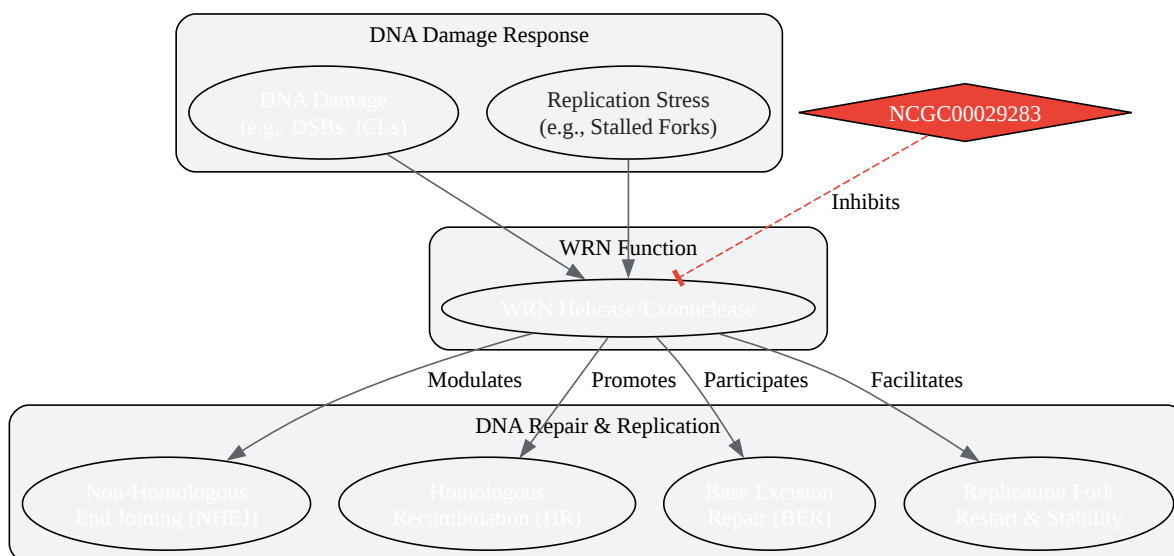 DNA Damage Response
DNA Damage
(e.g., DSBs, ICLs)
Replication Stress
(e.g., Stalled Forks)
NCGC00029283
Inhibits
WRN Function
WRN Helicase/Exonuclease
Modulates
Promotes
Participates
Facilitates
DNA Repair & Replication
Non-Homologous
End Joining (NHEJ)
Homologous
Recombination (HR)
Base Excision
Repair (BER)
Replication Fork
Restart & Stability